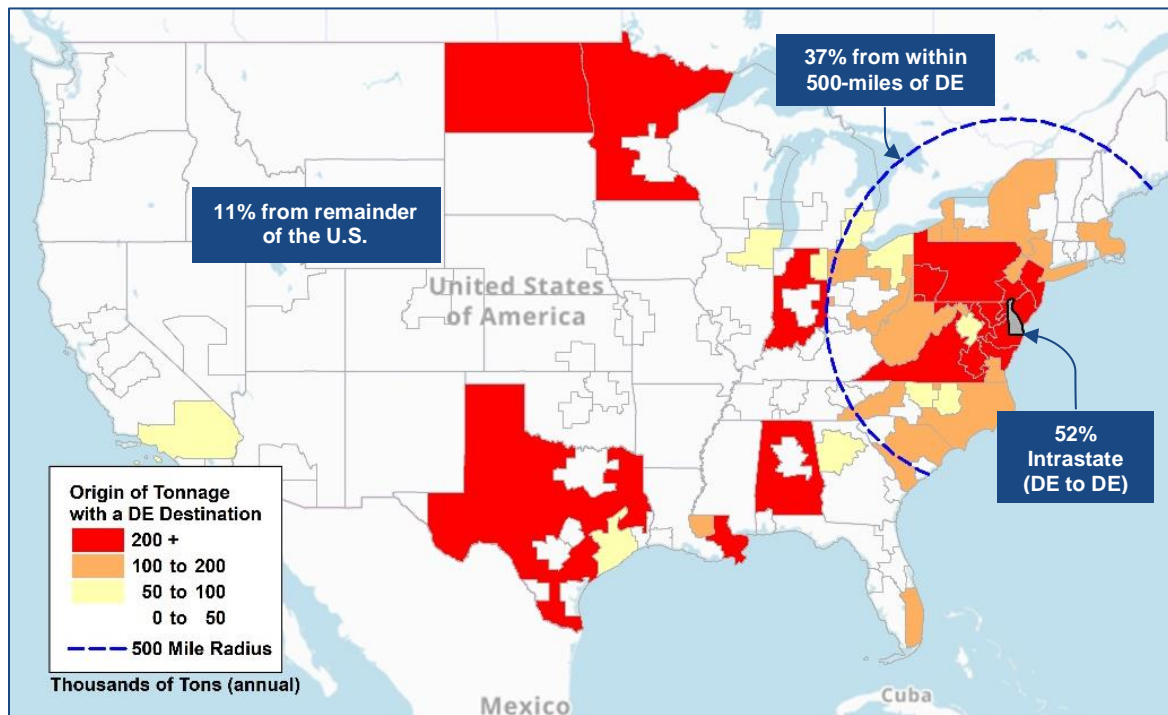 37% from within
500-miles of DE
11% from remainder
of the U.S.
United States
of America
52%
Intrastate
(DE to DE)
Origin of Tonnage
with a DE Destination
200 +
100 to 200
50 to 100
0 to 50
500 Mile Radius
Thousands of Tons (annual)
Mexico
Cuba